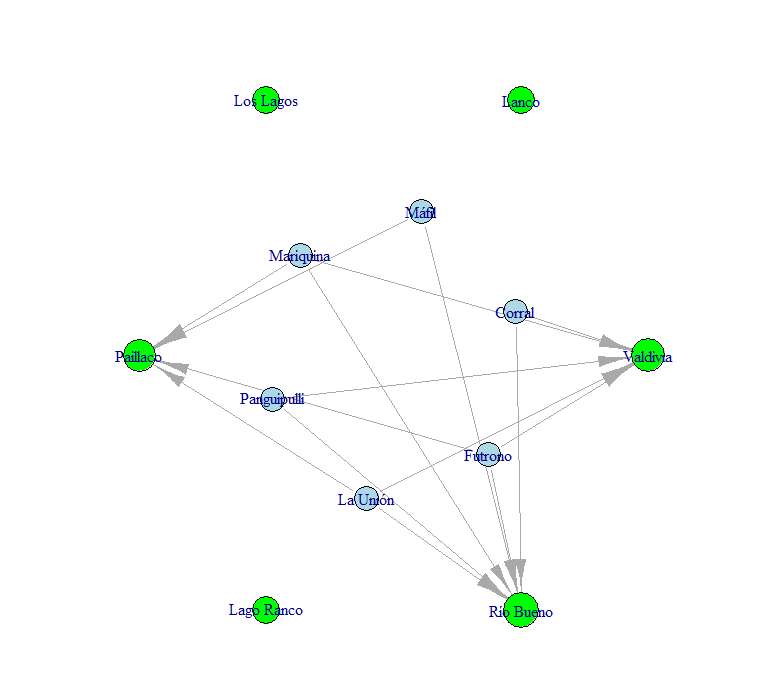 Los Lagos
Lanco
Máfil
Mariquina
Corral
Paillaco
Valdivia
Panguipulli
Futrono
La Unión
Lago Ranco
Río Bueno